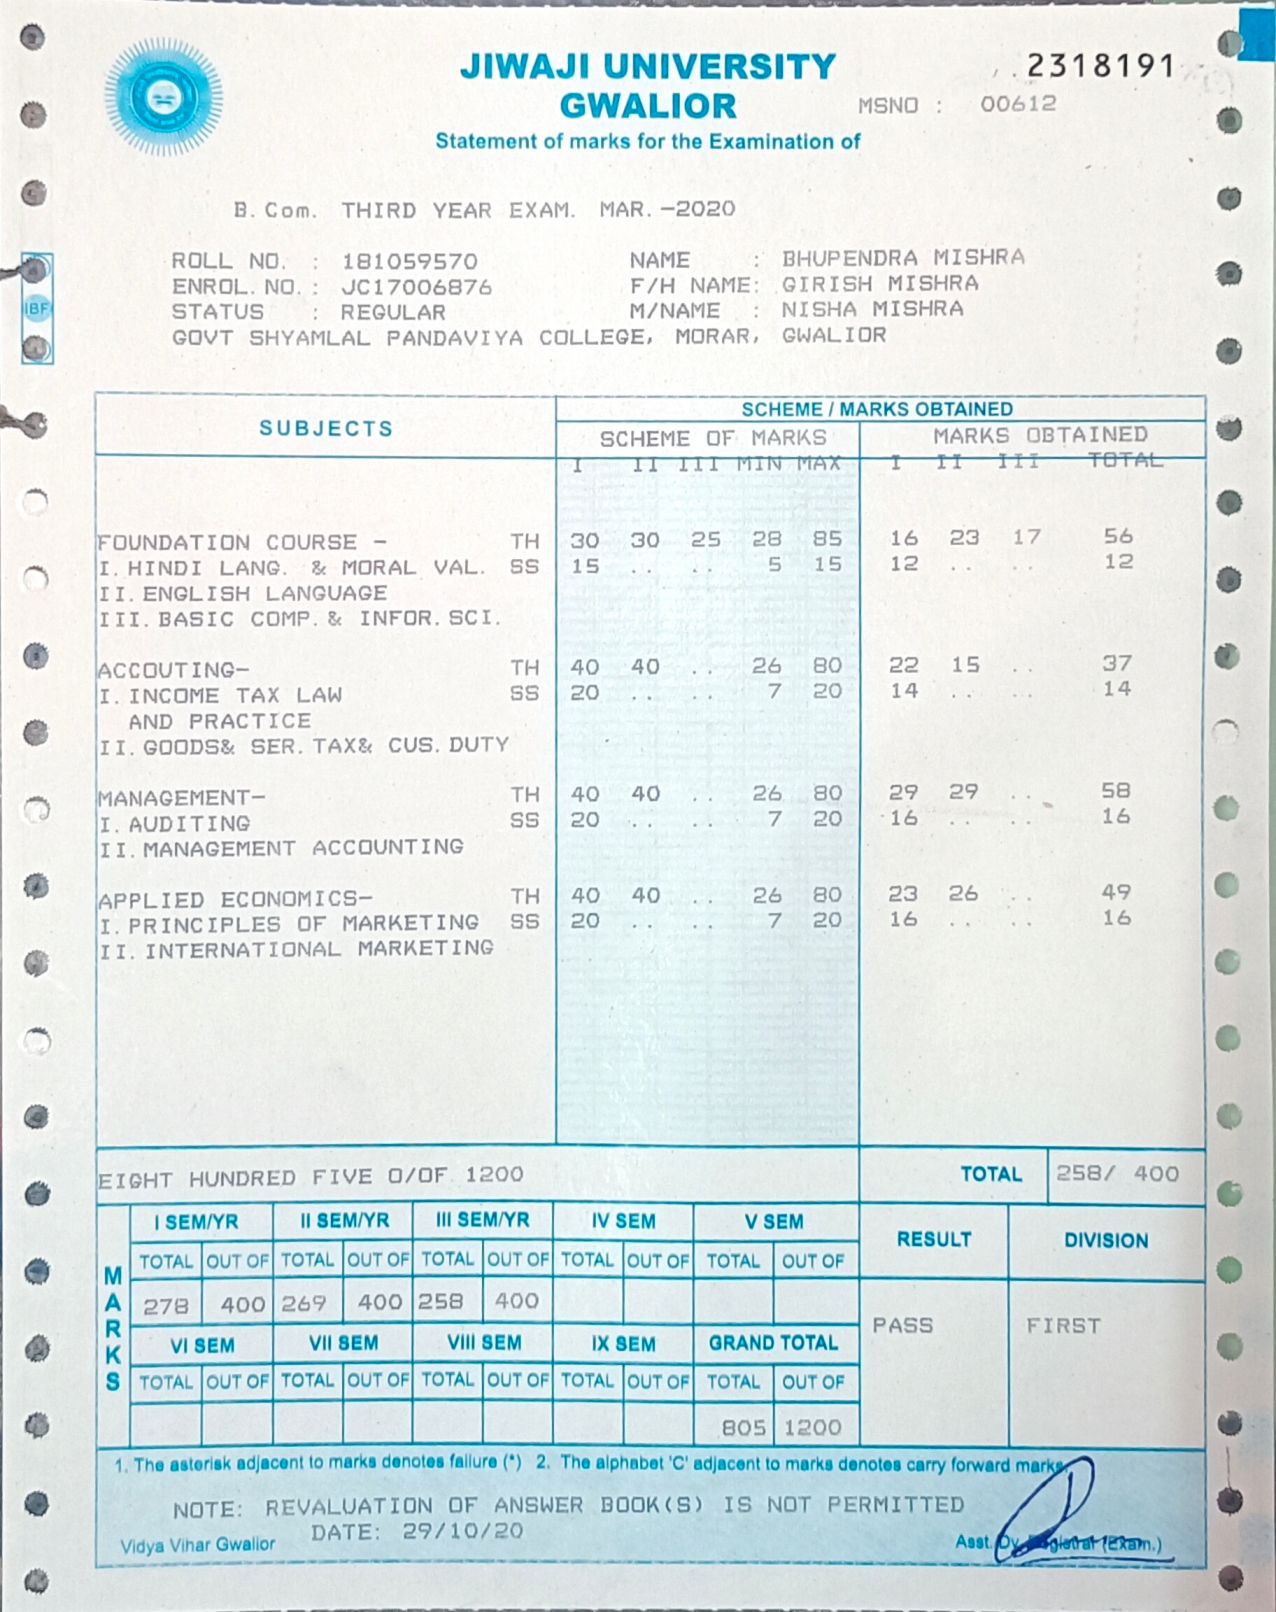 JIWAJI UNIVERSITY
2318191
GWALIOR
MSNO : 00612
Statement of marks for the Examination of
B.Com. THIRD YEAR EXAM. MAR.-2020
ROLL NO. : 181059570 NAME : BHUPENDRA MISHRA
ENROL.NO. : JC17006876 F/H NAME: GIRISH MISHRA
STATUS : REGULAR M/NAME : NISHA MISHRA
GOVT SHYAMLAL PANDAVIYA COLLEGE, MORAR, GWALIOR
IBF
SUBJECTS SCHEME / MARKS OBTAINED
SCHEME OF MARKS MARKS OBTAINED
I II III MIN MAX I II III TOTAL
FOUNDATION COURSE - TH 30 30 25 28 85 16 23 17 56
I.HINDI LANG. & MORAL VAL. SS 15 .. .. 5 15 12 .. .. 12
II.ENGLISH LANGUAGE
III.BASIC COMP.& INFOR.SCI.
ACCOUTING- TH 40 40 .. 26 80 22 15 .. 37
I.INCOME TAX LAW SS 20 .. .. 7 20 14 .. .. 14
AND PRACTICE
II.GOODS& SER.TAX& CUS.DUTY
MANAGEMENT- TH 40 40 .. 26 80 29 29 .. 58
I.AUDITING SS 20 .. .. 7 20 16 .. .. 16
II.MANAGEMENT ACCOUNTING
APPLIED ECONOMICS- TH 40 40 .. 26 80 23 26 .. 49
I.PRINCIPLES OF MARKETING SS 20 .. .. 7 20 16 .. .. 16
II.INTERNATIONAL MARKETING
EIGHT HUNDRED FIVE O/OF 1200 TOTAL 258/ 400
MARKS
I SEM/YR II SEM/YR III SEM/YR IV SEM V SEM RESULT DIVISION
TOTAL OUT OF TOTAL OUT OF TOTAL OUT OF TOTAL OUT OF TOTAL OUT OF
278 400 269 400 258 400
PASS FIRST
VI SEM VII SEM VIII SEM IX SEM GRAND TOTAL
TOTAL OUT OF TOTAL OUT OF TOTAL OUT OF TOTAL OUT OF TOTAL OUT OF
805 1200
1. The asterisk adjacent to marks denotes failure (*) 2. The alphabet 'C' adjacent to marks denotes carry forward marks
NOTE: REVALUATION OF ANSWER BOOK(S) IS NOT PERMITTED
DATE: 29/10/20
Vidya Vihar Gwalior Asst. Dy. Registrar (Exam.)